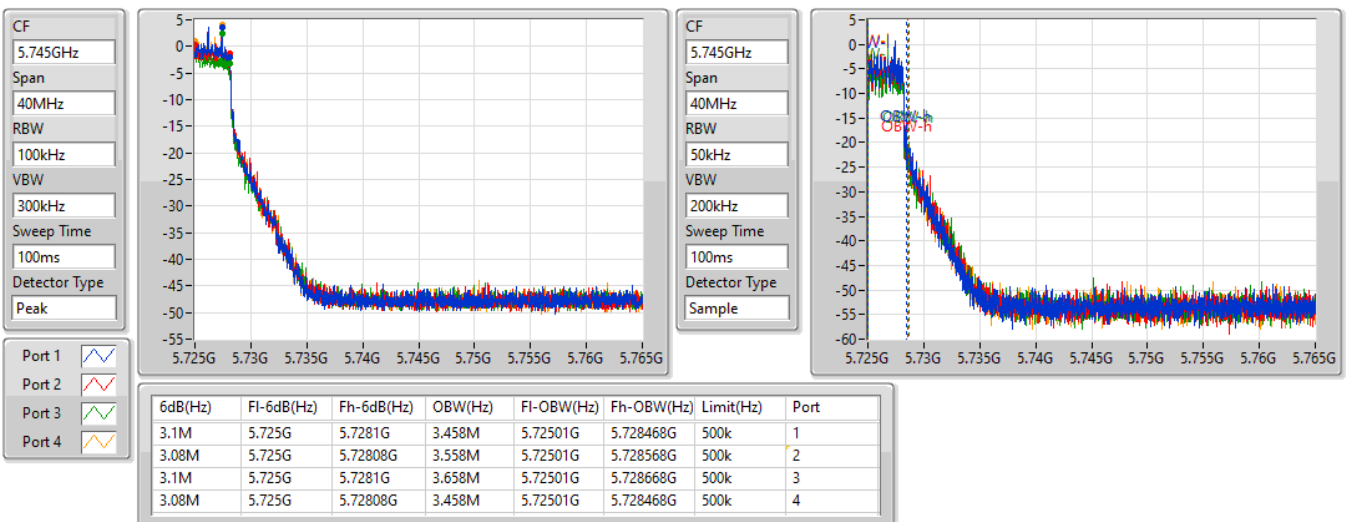 CF
5.745GHz
Span
40MHz
RBW
100kHz
VBW
300kHz
Sweep Time
100ms
Detector Type
Peak
5
0
-5
-10
-15
-20
-25
-30
-35
-40
-45
-50
-55
5.725G 5.73G 5.735G 5.74G 5.745G 5.75G 5.755G 5.76G 5.765G
CF
5.745GHz
Span
40MHz
RBW
50kHz
VBW
200kHz
Sweep Time
100ms
Detector Type
Sample
5
0
-5
-10
-15
-20
-25
-30
-35
-40
-45
-50
-55
-60
OBW-h
5.725G 5.73G 5.735G 5.74G 5.745G 5.75G 5.755G 5.76G 5.765G
Port 1
Port 2
Port 3
Port 4
6dB(Hz) Fl-6dB(Hz) Fh-6dB(Hz) OBW(Hz) Fl-OBW(Hz) Fh-OBW(Hz) Limit(Hz) Port
3.1M 5.725G 5.7281G 3.458M 5.72501G 5.728468G 500k 1
3.08M 5.725G 5.72808G 3.558M 5.72501G 5.728568G 500k 2
3.1M 5.725G 5.7281G 3.658M 5.72501G 5.728668G 500k 3
3.08M 5.725G 5.72808G 3.458M 5.72501G 5.728468G 500k 4